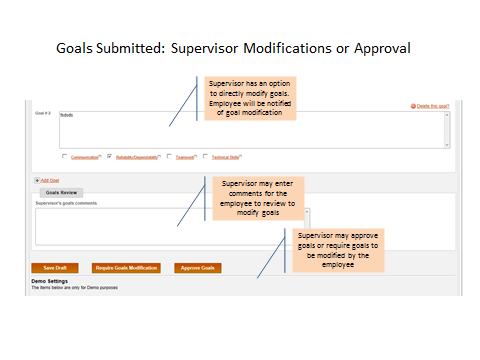 Goals Submitted: Supervisor Modifications or Approval
Supervisor has an option
to directly modify goals.
Employee will be notified
of goal modification
Delete this goal?
Goal # 2
fsdsds
Communication
Reliability/Dependability
Teamwork
Technical Skills
Add Goal
Goals Review
Supervisor's goals comments
Supervisor may enter
comments for the
employee to review to
modify goals
Supervisor may approve
goals or require goals to
be modified by the
employee
Save Draft
Require Goals Modification
Approve Goals
Demo Settings
The items below are only for Demo purposes